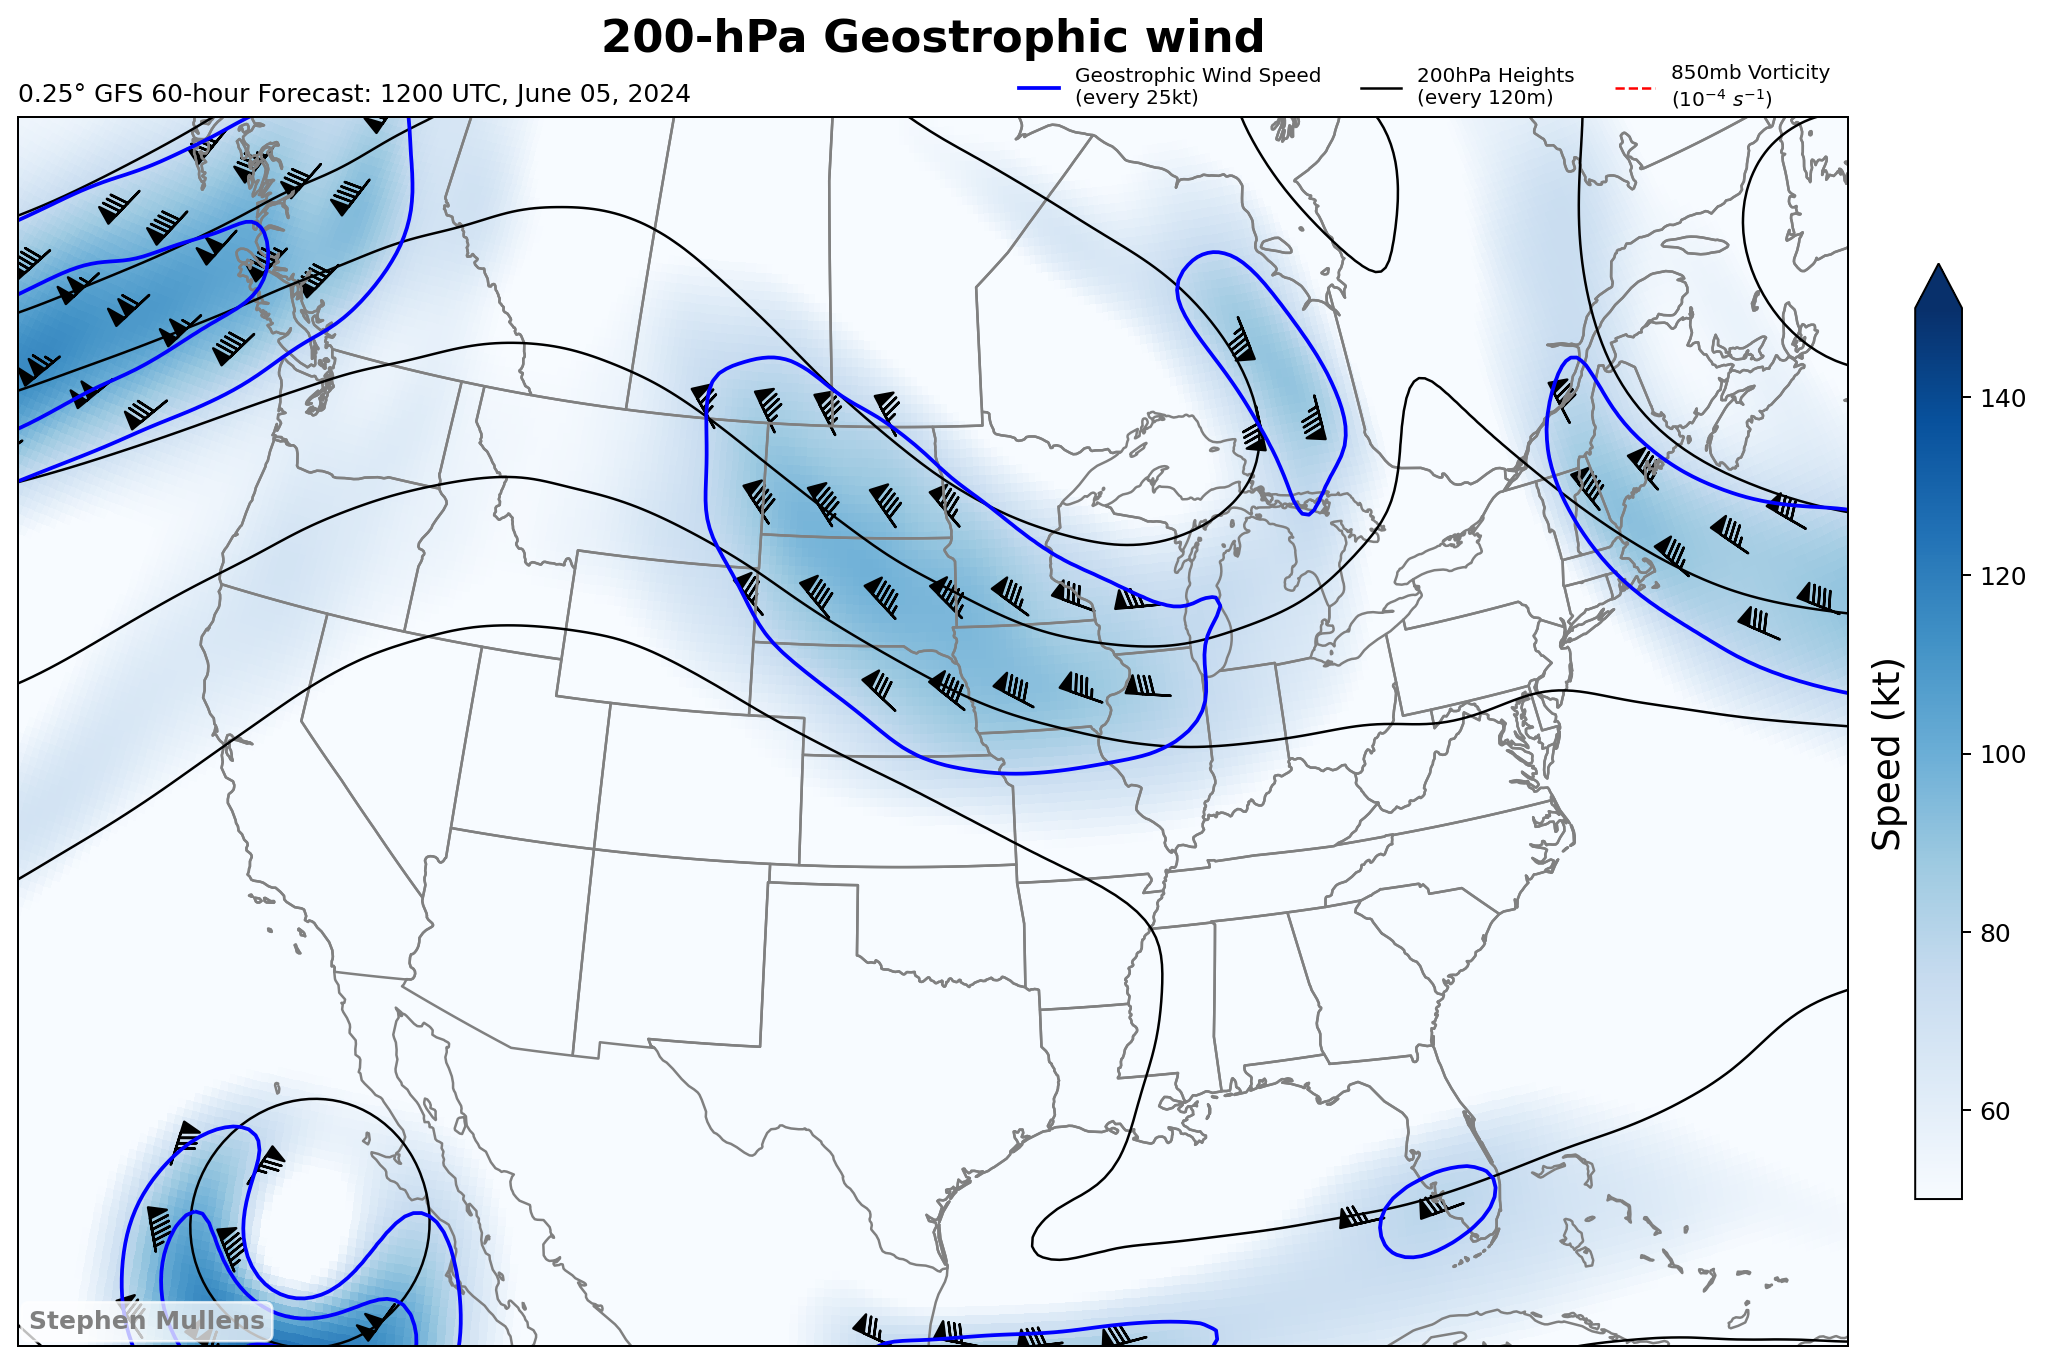 200-hPa Geostrophic wind
0.25° GFS 60-hour Forecast: 1200 UTC, June 05, 2024
Geostrophic Wind Speed
(every 25kt)
200hPa Heights
(every 120m)
850mb Vorticity
(10⁻⁴ s⁻¹)
140
120
100
80
60
Speed (kt)
Stephen Mullens